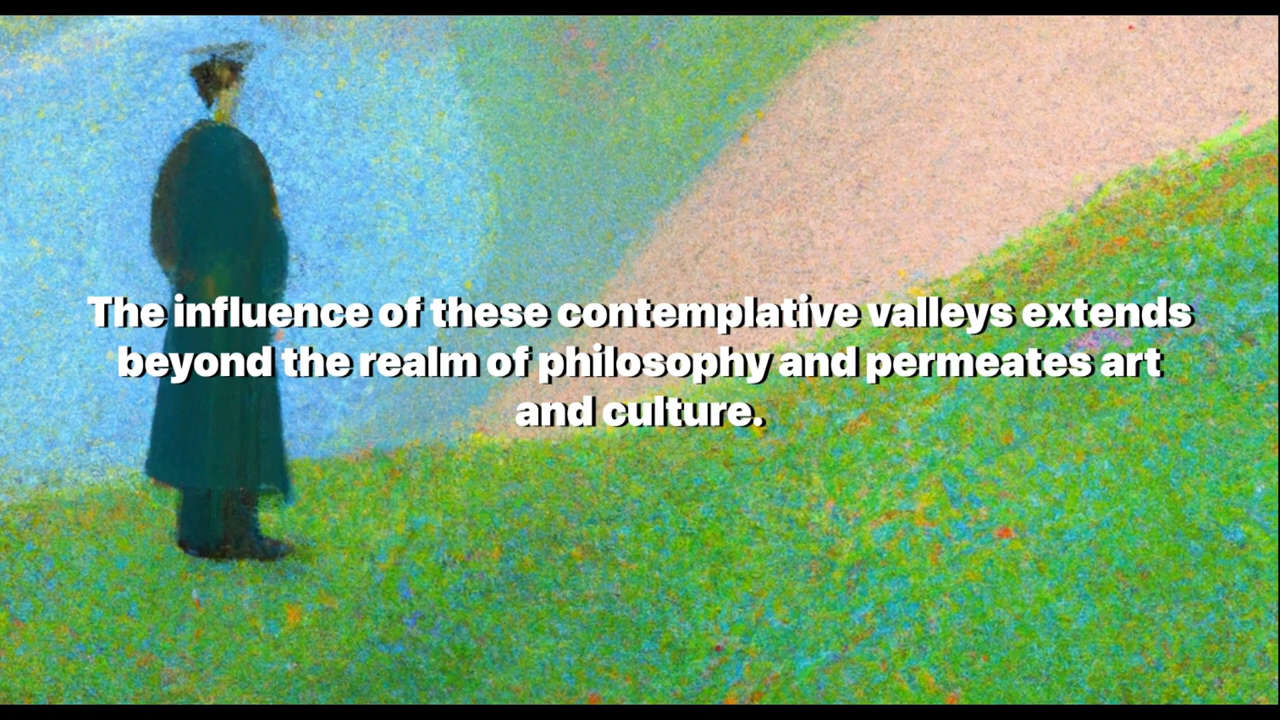 The influence of these contemplative valleys extends
beyond the realm of philosophy and permeates art
and culture.